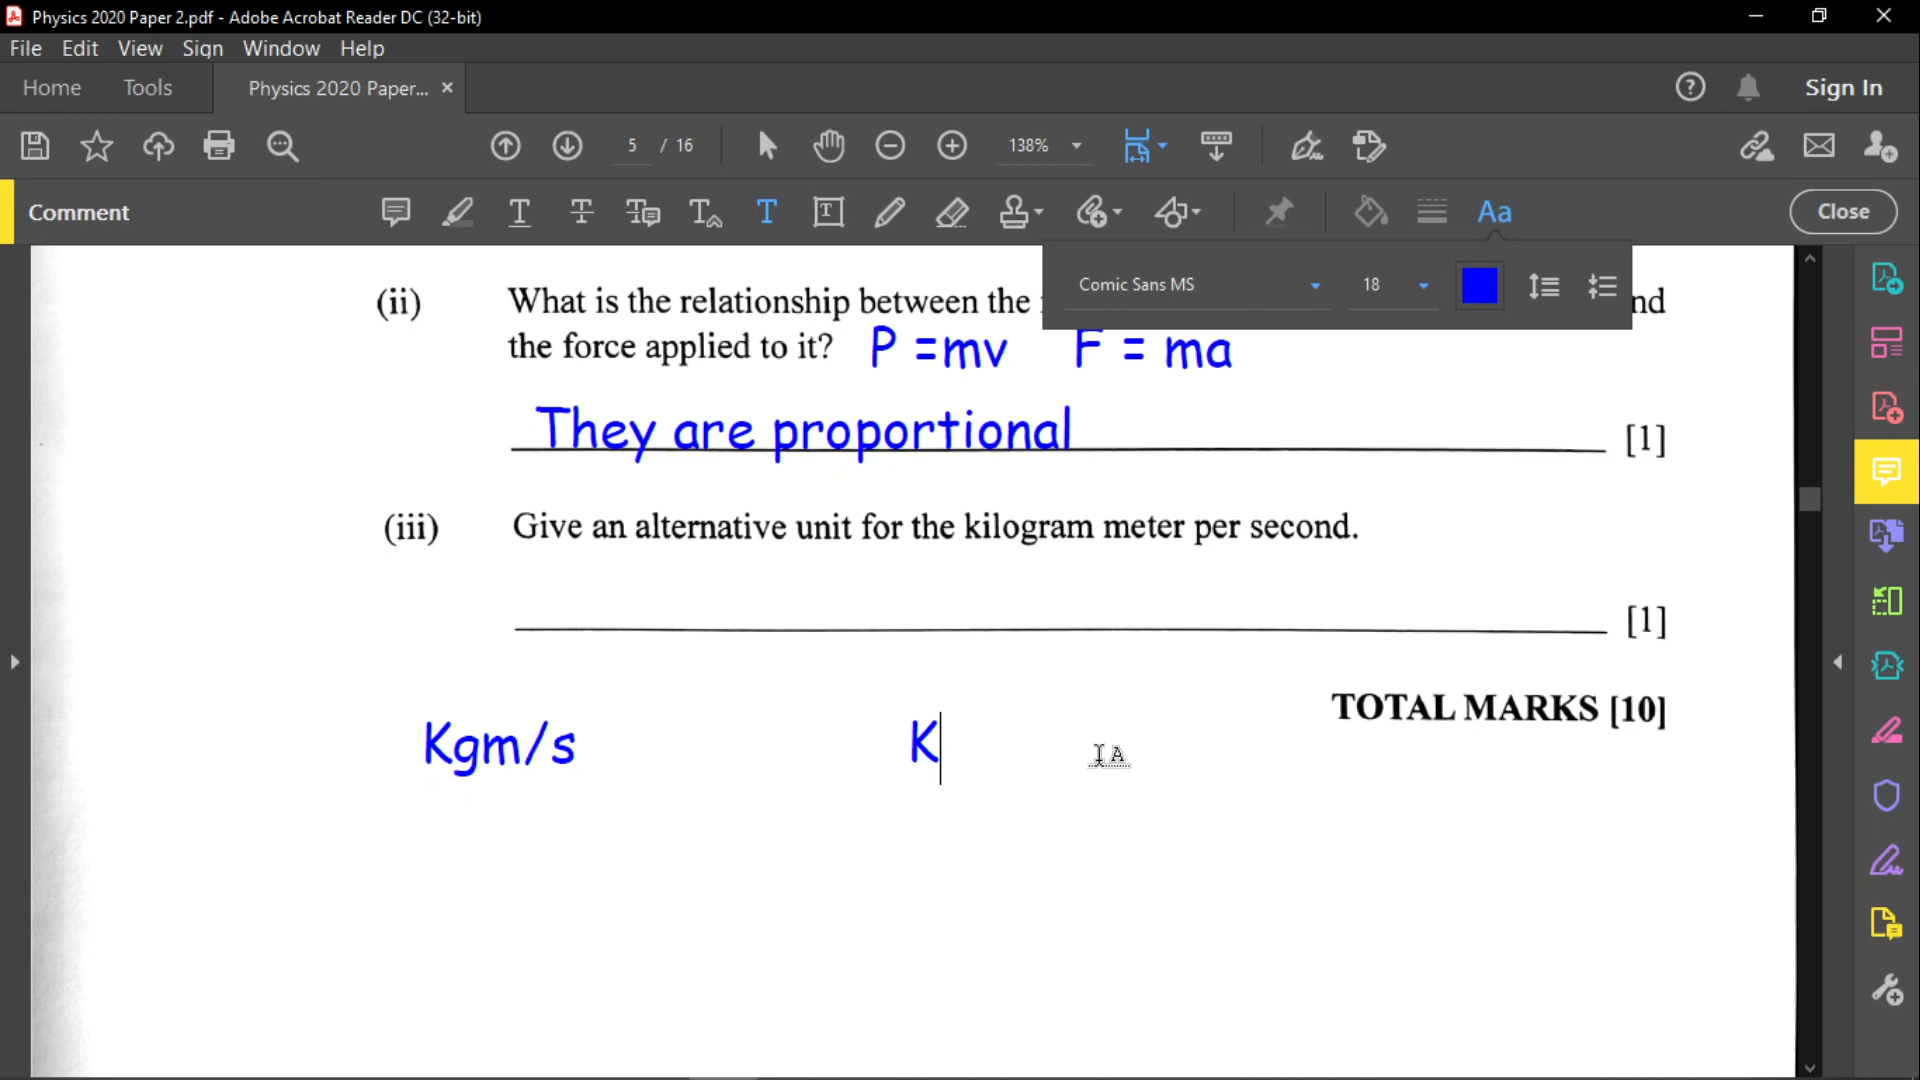 Physics 2020 Paper 2.pdf - Adobe Acrobat Reader DC (32-bit)
File Edit View Sign Window Help
Home Tools Physics 2020 Paper... × Sign In
5 / 16 138%
Comment Close
Comic Sans MS 18
(ii) What is the relationship between the
the force applied to it? P =mv F = ma
They are proportional [1]
(iii) Give an alternative unit for the kilogram meter per second.
[1]
TOTAL MARKS [10]
Kgm/s K